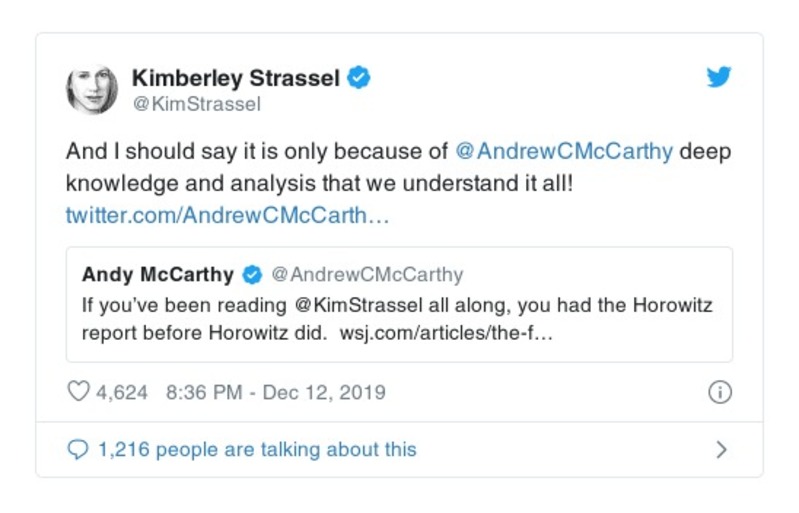 Kimberley Strassel
@KimStrassel
And I should say it is only because of @AndrewCMcCarthy deep
knowledge and analysis that we understand it all!
twitter.com/AndrewCMcCarth…
Andy McCarthy @AndrewCMcCarthy
If you’ve been reading @KimStrassel all along, you had the Horowitz
report before Horowitz did. wsj.com/articles/the-f…
4,624 8:36 PM - Dec 12, 2019
1,216 people are talking about this